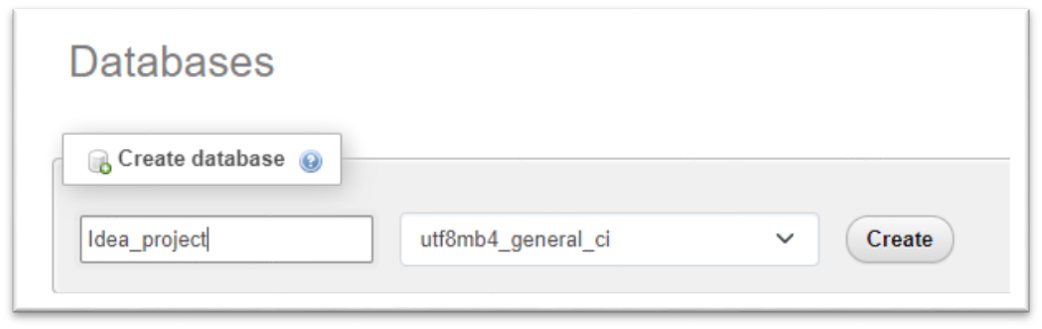 Databases
Create database
Idea_project
utf8mb4_general_ci
Create